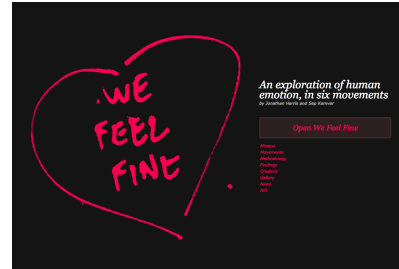 WE
FEEL
FINE
An exploration of human
emotion, in six movements
by Jonathan Harris and Sep Kamvar
Open We Feel Fine
Mission
Movements
Methodology
Findings
Creators
Gallery
News
API